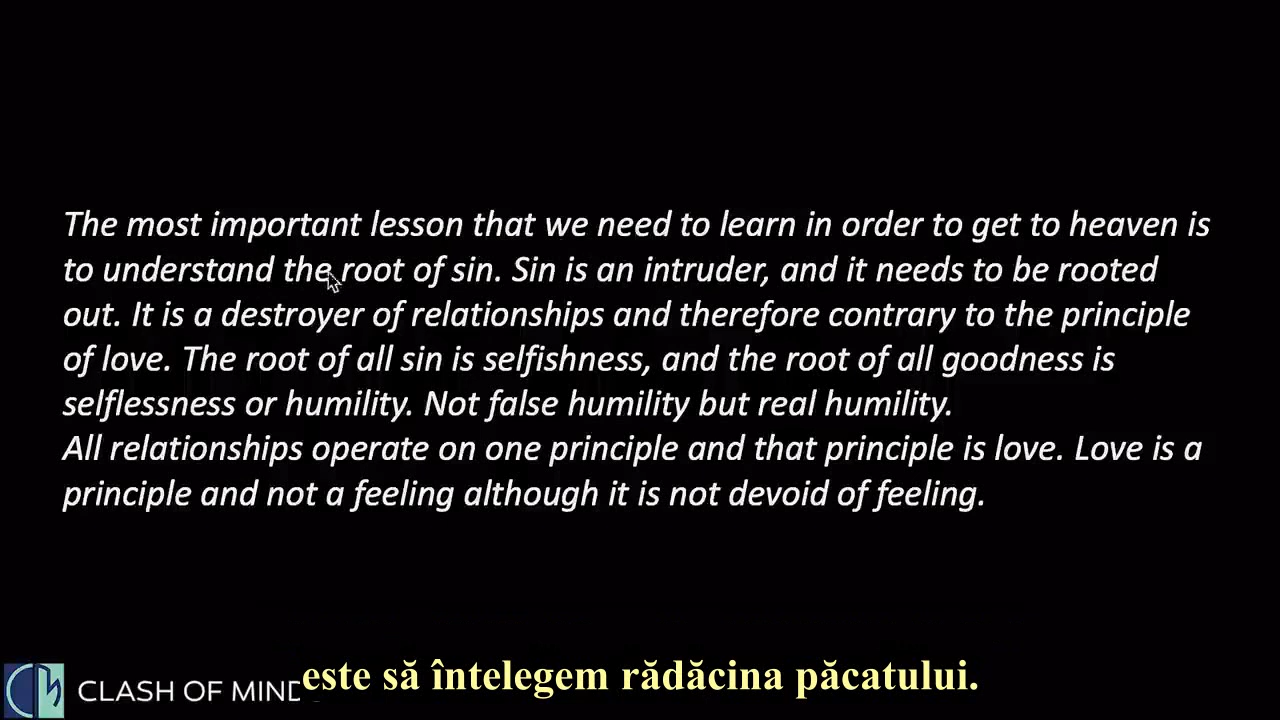 The most important lesson that we need to learn in order to get to heaven is
to understand the root of sin. Sin is an intruder, and it needs to be rooted
out. It is a destroyer of relationships and therefore contrary to the principle
of love. The root of all sin is selfishness, and the root of all goodness is
selflessness or humility. Not false humility but real humility.
All relationships operate on one principle and that principle is love. Love is a
principle and not a feeling although it is not devoid of feeling.
este să întelegem rădăcina păcatului.
CLASH OF MIND